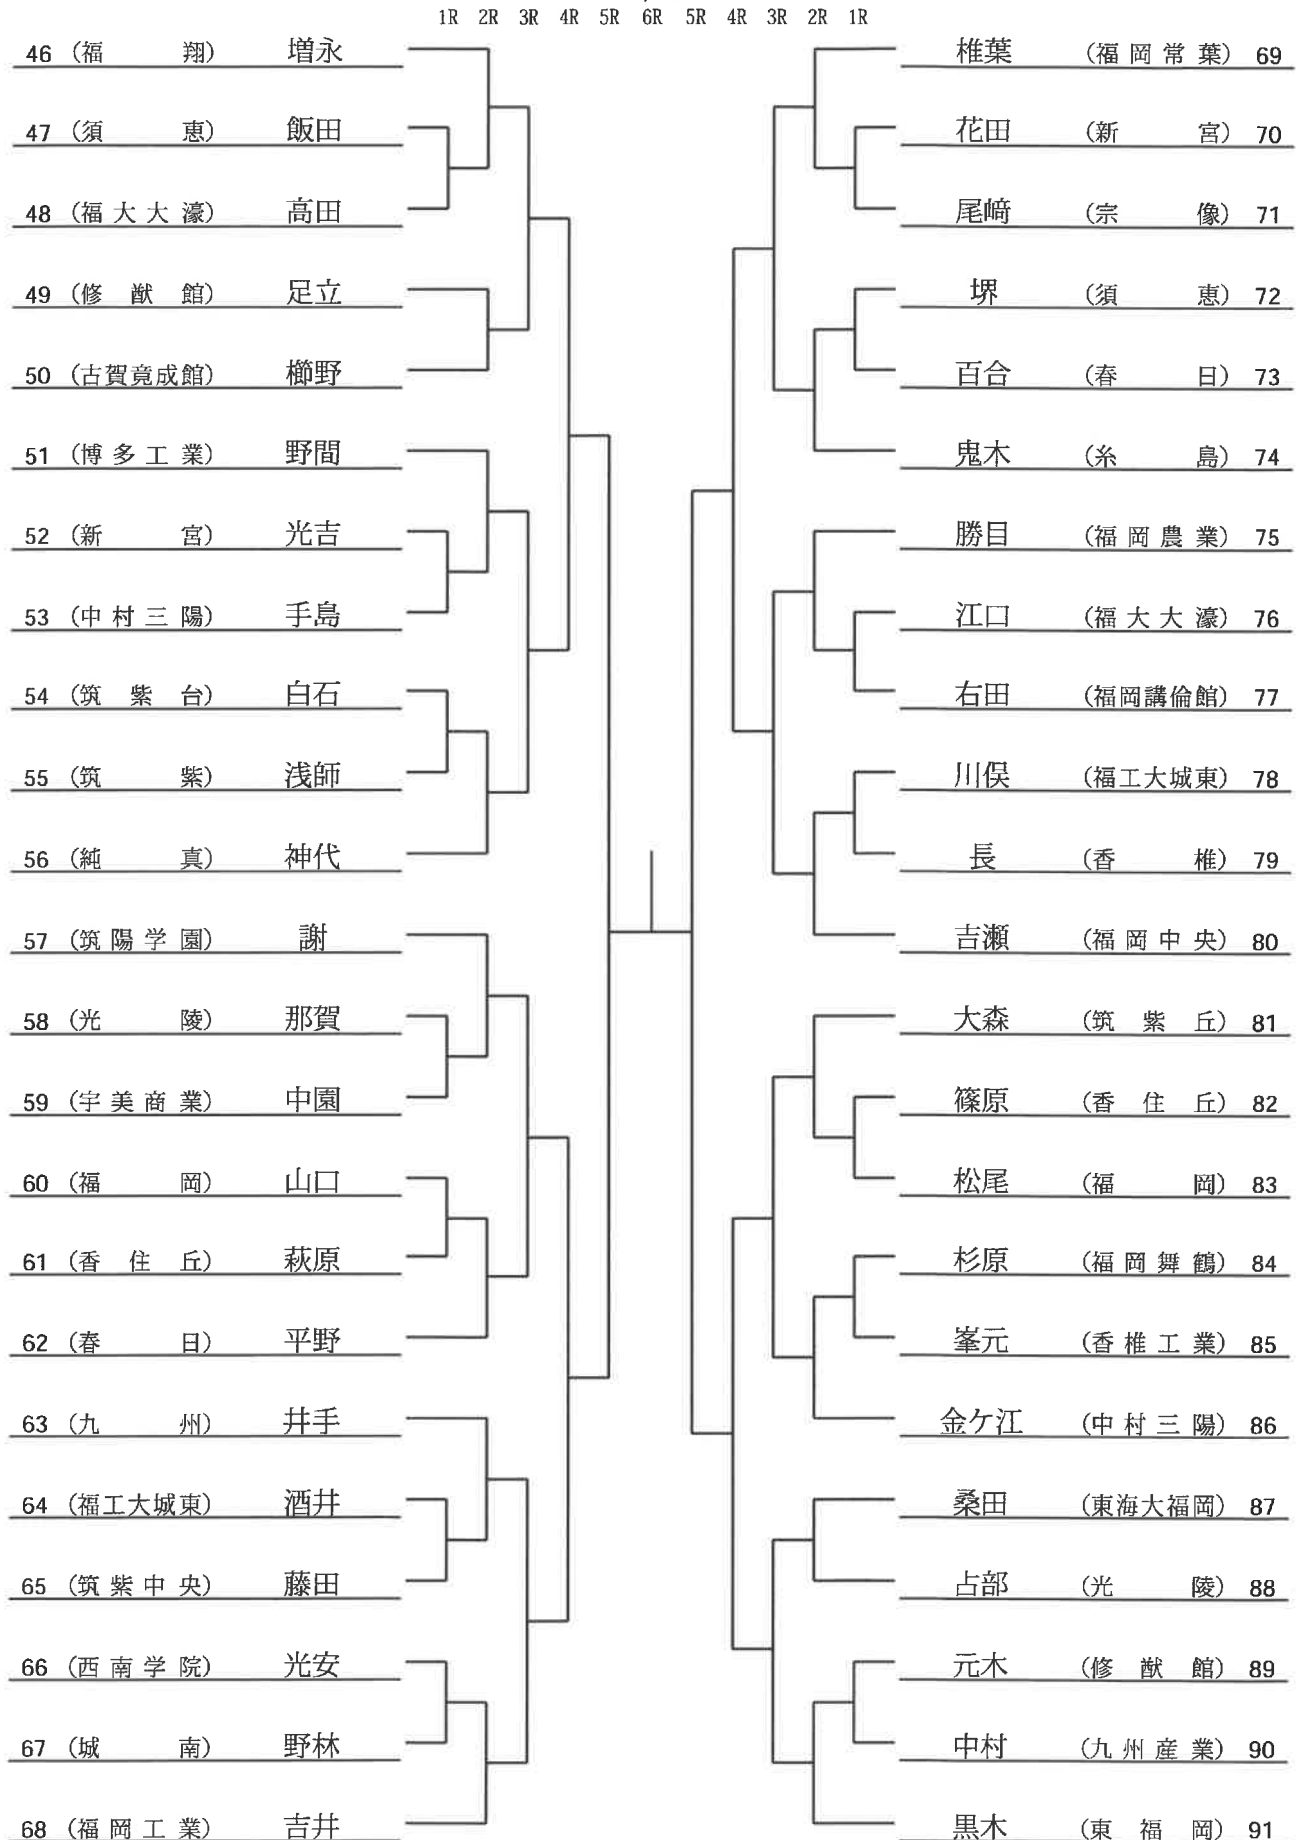 1R 2R 3R 4R 5R 6R 5R 4R 3R 2R 1R
46 (福翔) 増永
47 (須恵) 飯田
48 (福大大濠) 高田
49 (修猷館) 足立
50 (古賀竟成館) 櫛野
51 (博多工業) 野間
52 (新宮) 光吉
53 (中村三陽) 手島
54 (筑紫台) 白石
55 (筑紫) 浅師
56 (純真) 神代
57 (筑陽学園) 謝
58 (光陵) 那賀
59 (宇美商業) 中園
60 (福岡) 山口
61 (香住丘) 萩原
62 (春日) 平野
63 (九州) 井手
64 (福工大城東) 酒井
65 (筑紫中央) 藤田
66 (西南学院) 光安
67 (城南) 野林
68 (福岡工業) 吉井
椎葉 (福岡常葉) 69
花田 (新宮) 70
尾﨑 (宗像) 71
堺 (須恵) 72
百合 (春日) 73
鬼木 (糸島) 74
勝目 (福岡農業) 75
江口 (福大大濠) 76
右田 (福岡講倫館) 77
川俣 (福工大城東) 78
長 (香椎) 79
吉瀬 (福岡中央) 80
大森 (筑紫丘) 81
篠原 (香住丘) 82
松尾 (福岡) 83
杉原 (福岡舞鶴) 84
峯元 (香椎工業) 85
金ケ江 (中村三陽) 86
桑田 (東海大福岡) 87
占部 (光陵) 88
元木 (修猷館) 89
中村 (九州産業) 90
黒木 (東福岡) 91